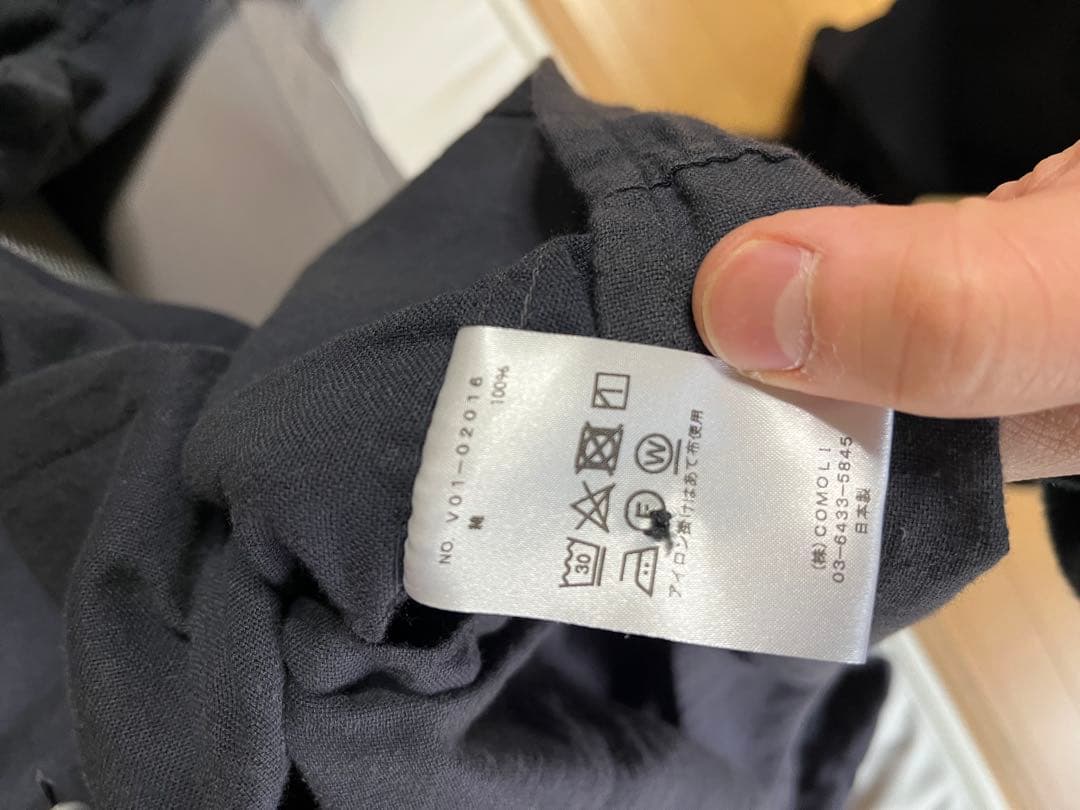 NO. V01-02016
綿 100%
30
F W
アイロン掛けはあて布使用
(株)COMOLI
03-6433-5845
日本製